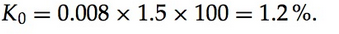 K₀ = 0.008 × 1.5 × 100 = 1.2 %.